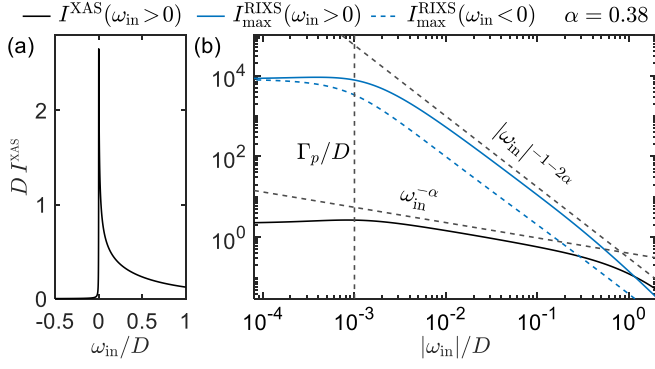 I^XAS(ω_in>0) I^RIXS_max(ω_in>0) I^RIXS_max(ω_in<0) α = 0.38
(a)
D I^XAS
2
1
0
-0.5 0 0.5 1
ω_in/D
(b)
10^4
10^2
10^0
Γ_p/D
|ω_in|^−1−2α
ω_in^−α
10^-4 10^-3 10^-2 10^-1 10^0
|ω_in|/D